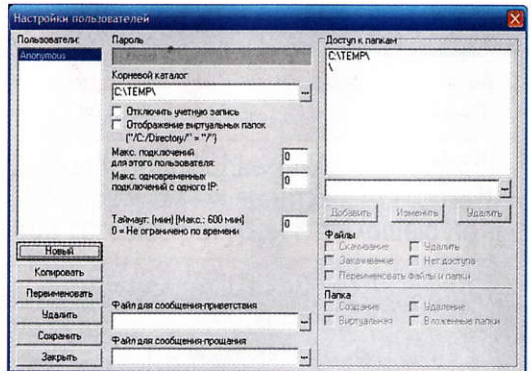 Настройки пользователей
Пользователи:
Anonymous
Новый
Копировать
Переименовать
Удалить
Сохранить
Закрыть
Пароль
Корневой каталог
C:\TEMP\
...
Отключить учетную запись
Отображение виртуальных папок
("/C:/Directory/" = "/")
Макс. подключений
для этого пользователя:
0
Макс. одновременных
подключений с одного IP:
0
Таймаут: (мин) (Макс.: 600 мин)
0 = Не ограничено по времени
0
Файл для сообщения-приветствия
...
Файл для сообщения-прощания
...
Доступ к папкам
C:\TEMP\
\
...
Добавить Изменить Удалить
Файлы
Скачивание Удалить
Закачивание Нет доступа
Переименовать файлы и папки
Папка
Создание Удаление
Виртуальная Вложенные папки